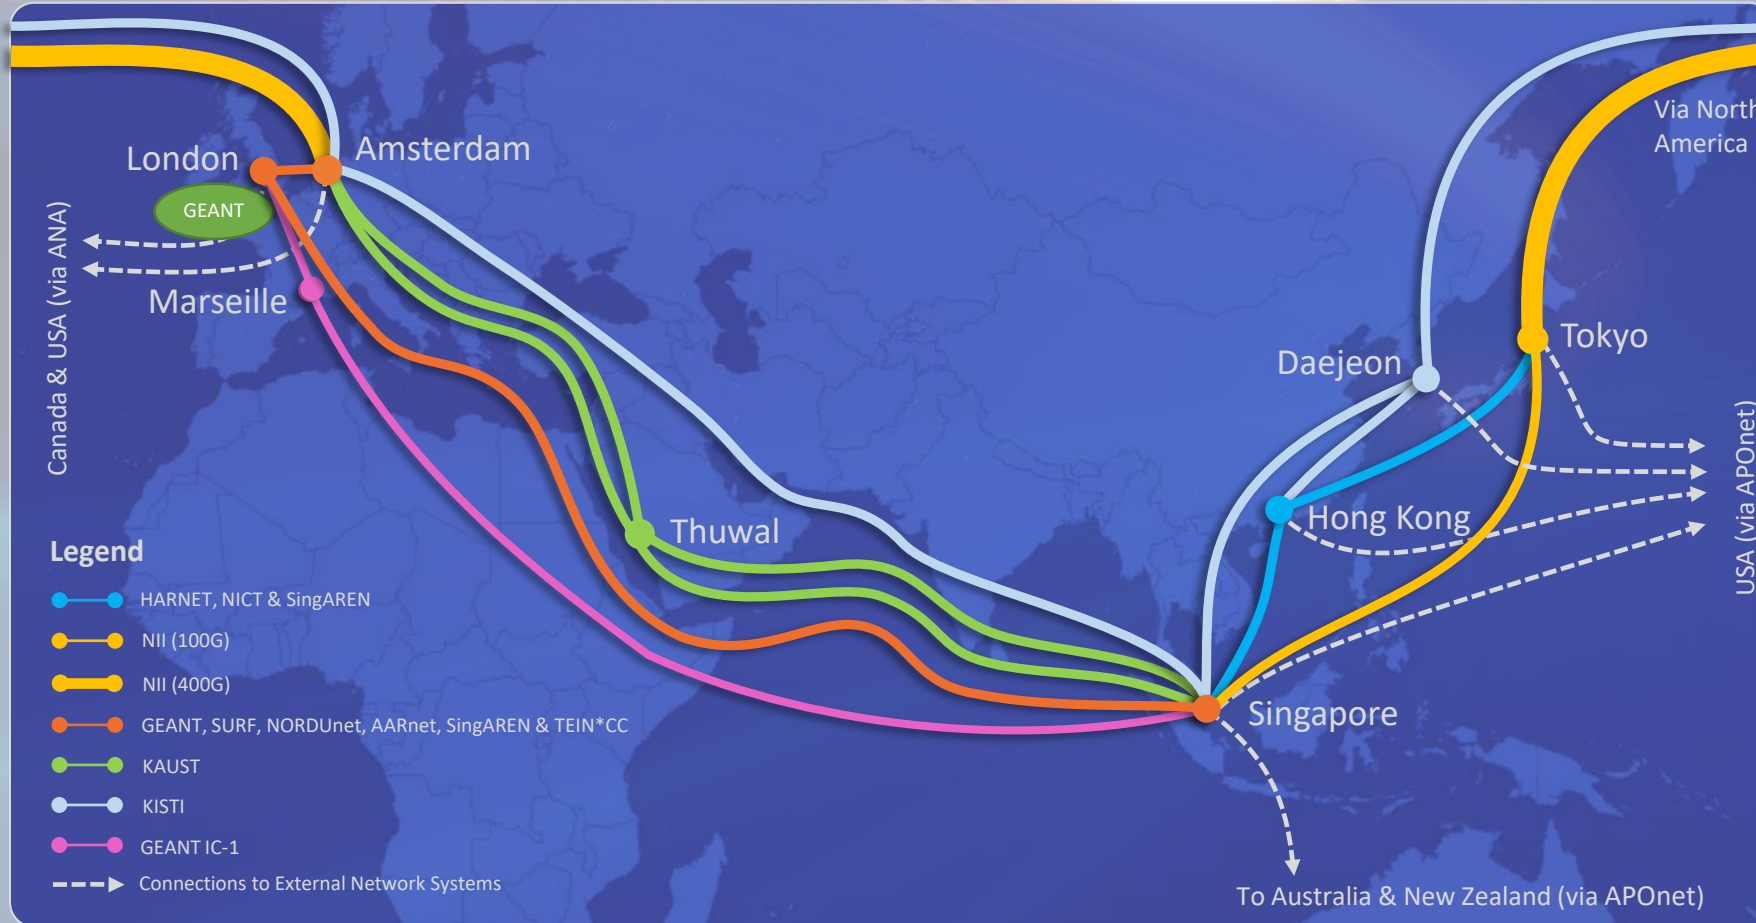 Via North
America
London
Amsterdam
GEANT
Canada & USA (via ANA)
Marseille
Tokyo
Daejeon
USA (via APOnet)
Hong Kong
Thuwal
Singapore
Legend
HARNET, NICT & SingAREN
NII (100G)
NII (400G)
GEANT, SURF, NORDUnet, AARnet, SingAREN & TEIN*CC
KAUST
KISTI
GEANT IC-1
Connections to External Network Systems
To Australia & New Zealand (via APOnet)